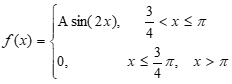 f(x) = { A sin(2x), 3/4 < x ≤ π
0, x ≤ 3/4 π, x > π